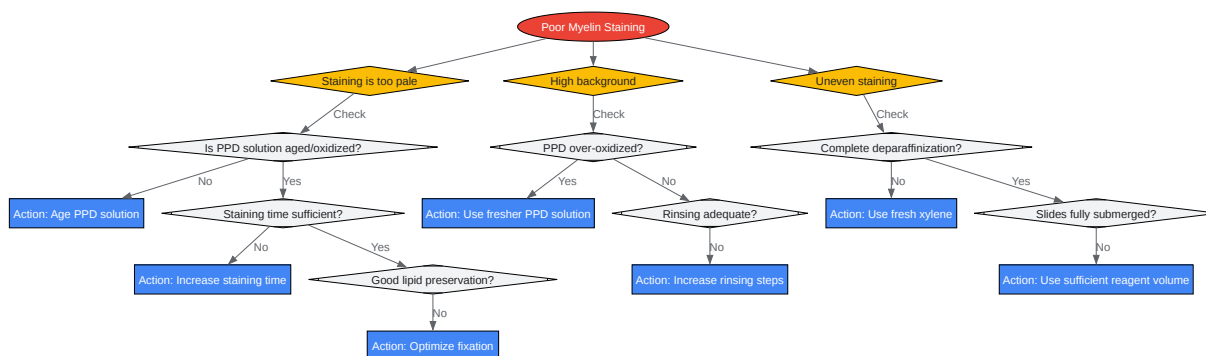 Poor Myelin Staining
Staining is too pale
High background
Uneven staining
Check
Check
Check
Is PPD solution aged/oxidized?
PPD over-oxidized?
Complete deparaffinization?
No
Yes
Yes
No
No
Yes
Action: Age PPD solution
Staining time sufficient?
Action: Use fresher PPD solution
Rinsing adequate?
Action: Use fresh xylene
Slides fully submerged?
No
Yes
No
No
Action: Increase staining time
Good lipid preservation?
Action: Increase rinsing steps
Action: Use sufficient reagent volume
No
Action: Optimize fixation